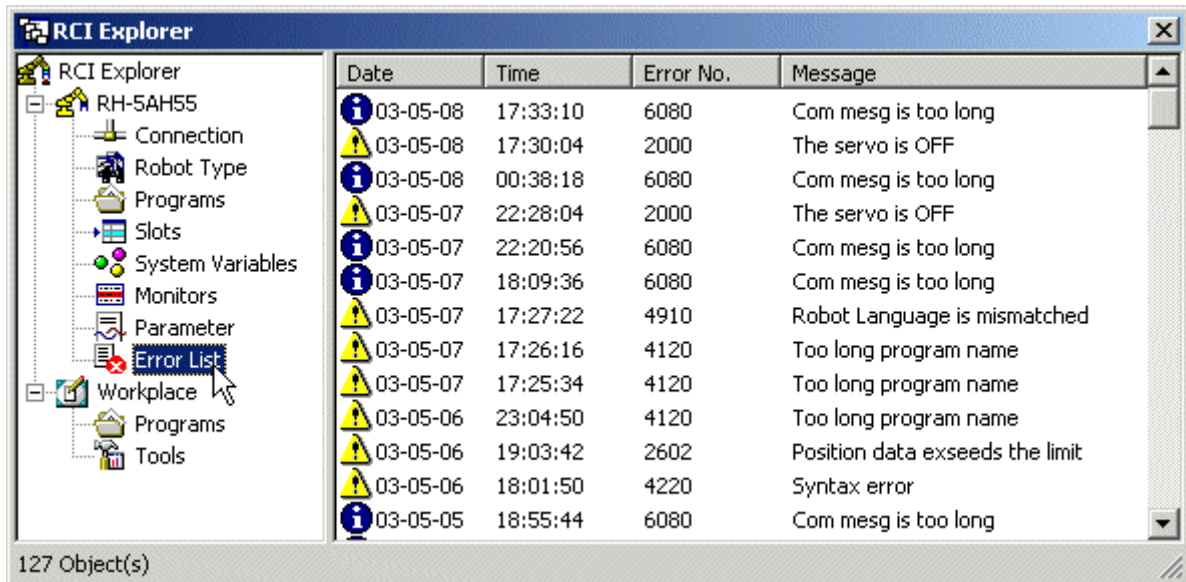 RCI Explorer
RCI Explorer
RH-5AH55
Connection
Robot Type
Programs
Slots
System Variables
Monitors
Parameter
Error List
Workplace
Programs
Tools
Date Time Error No. Message
03-05-08 17:33:10 6080 Com mesg is too long
03-05-08 17:30:04 2000 The servo is OFF
03-05-08 00:38:18 6080 Com mesg is too long
03-05-07 22:28:04 2000 The servo is OFF
03-05-07 22:20:56 6080 Com mesg is too long
03-05-07 18:09:36 6080 Com mesg is too long
03-05-07 17:27:22 4910 Robot Language is mismatched
03-05-07 17:26:16 4120 Too long program name
03-05-07 17:25:34 4120 Too long program name
03-05-06 23:04:50 4120 Too long program name
03-05-06 19:03:42 2602 Position data exseeds the limit
03-05-06 18:01:50 4220 Syntax error
03-05-05 18:55:44 6080 Com mesg is too long
127 Object(s)